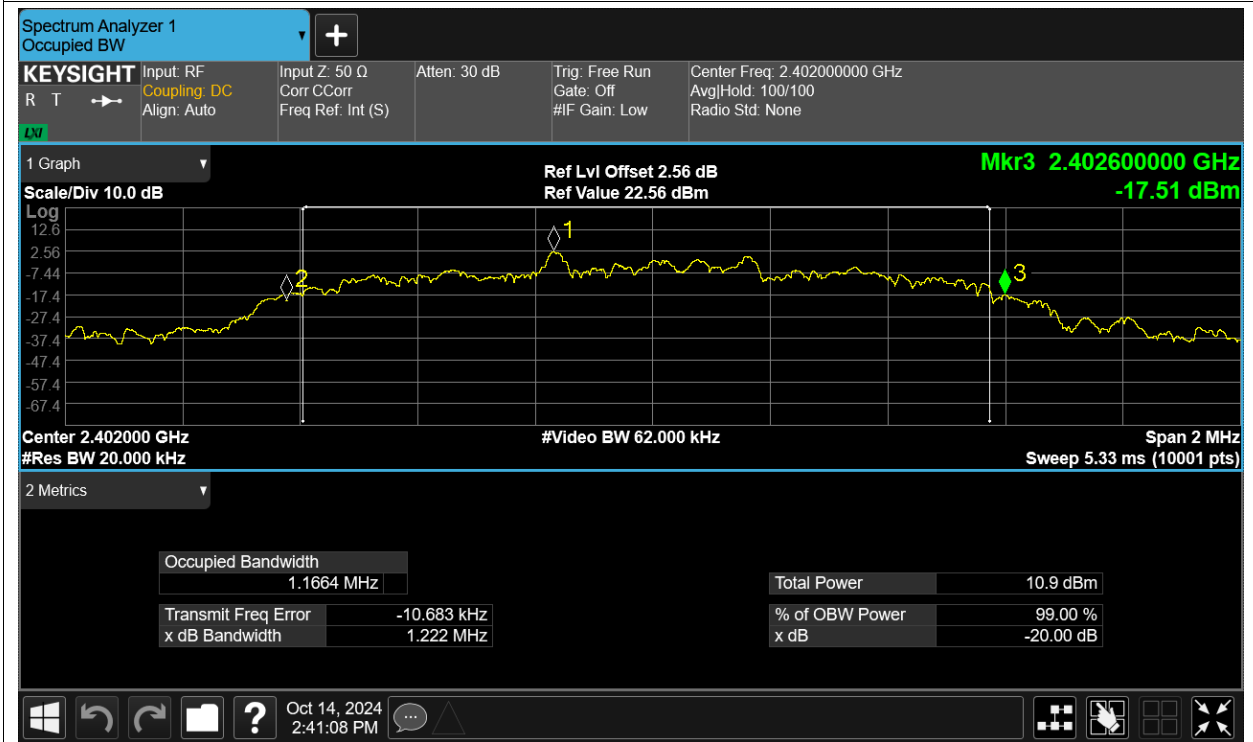 Spectrum Analyzer 1
Occupied BW
KEYSIGHT
R T
LXI
Input: RF
Coupling: DC
Align: Auto
Input Z: 50 Ω
Corr CCorr
Freq Ref: Int (S)
Atten: 30 dB
Trig: Free Run
Gate: Off
#IF Gain: Low
Center Freq: 2.402000000 GHz
Avg|Hold: 100/100
Radio Std: None
1 Graph
Scale/Div 10.0 dB
Ref Lvl Offset 2.56 dB
Ref Value 22.56 dBm
Mkr3 2.402600000 GHz
-17.51 dBm
Log
12.6
2.56
-7.44
-17.4
-27.4
-37.4
-47.4
-57.4
-67.4
1
2
3
Center 2.402000 GHz
#Res BW 20.000 kHz
#Video BW 62.000 kHz
Span 2 MHz
Sweep 5.33 ms (10001 pts)
2 Metrics
Occupied Bandwidth
1.1664 MHz
Transmit Freq Error -10.683 kHz
x dB Bandwidth 1.222 MHz
Total Power 10.9 dBm
% of OBW Power 99.00 %
x dB -20.00 dB
?
Oct 14, 2024
2:41:08 PM